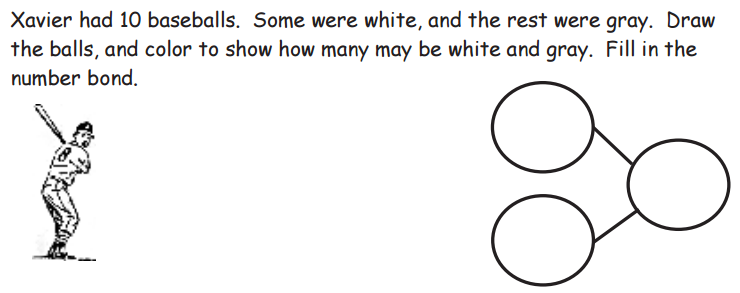 Xavier had 10 baseballs.  Some were white, and the rest were gray.  Draw
the balls, and color to show how many may be white and gray.  Fill in the
number bond.